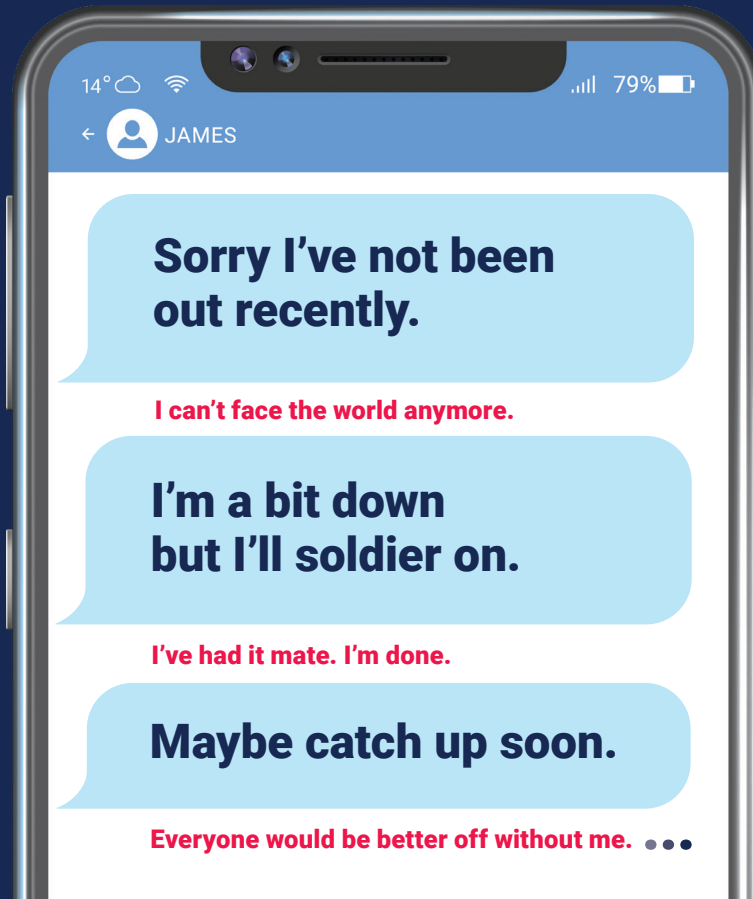 14°
79%
JAMES
Sorry I’ve not been
out recently.
I can’t face the world anymore.
I’m a bit down
but I’ll soldier on.
I’ve had it mate. I’m done.
Maybe catch up soon.
Everyone would be better off without me.